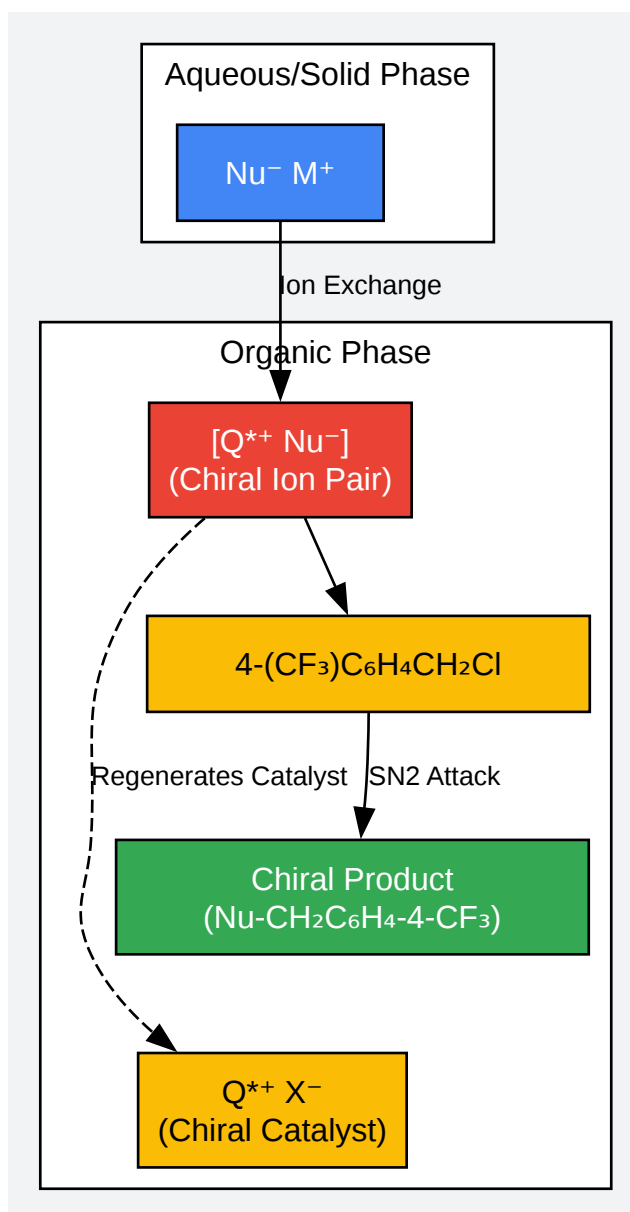 Aqueous/Solid Phase
Nu⁻ M⁺
Ion Exchange
Organic Phase
[Q*⁺ Nu⁻]
(Chiral Ion Pair)
4-(CF₃)C₆H₄CH₂Cl
Regenerates Catalyst
SN2 Attack
Chiral Product
(Nu-CH₂C₆H₄-4-CF₃)
Q*⁺ X⁻
(Chiral Catalyst)